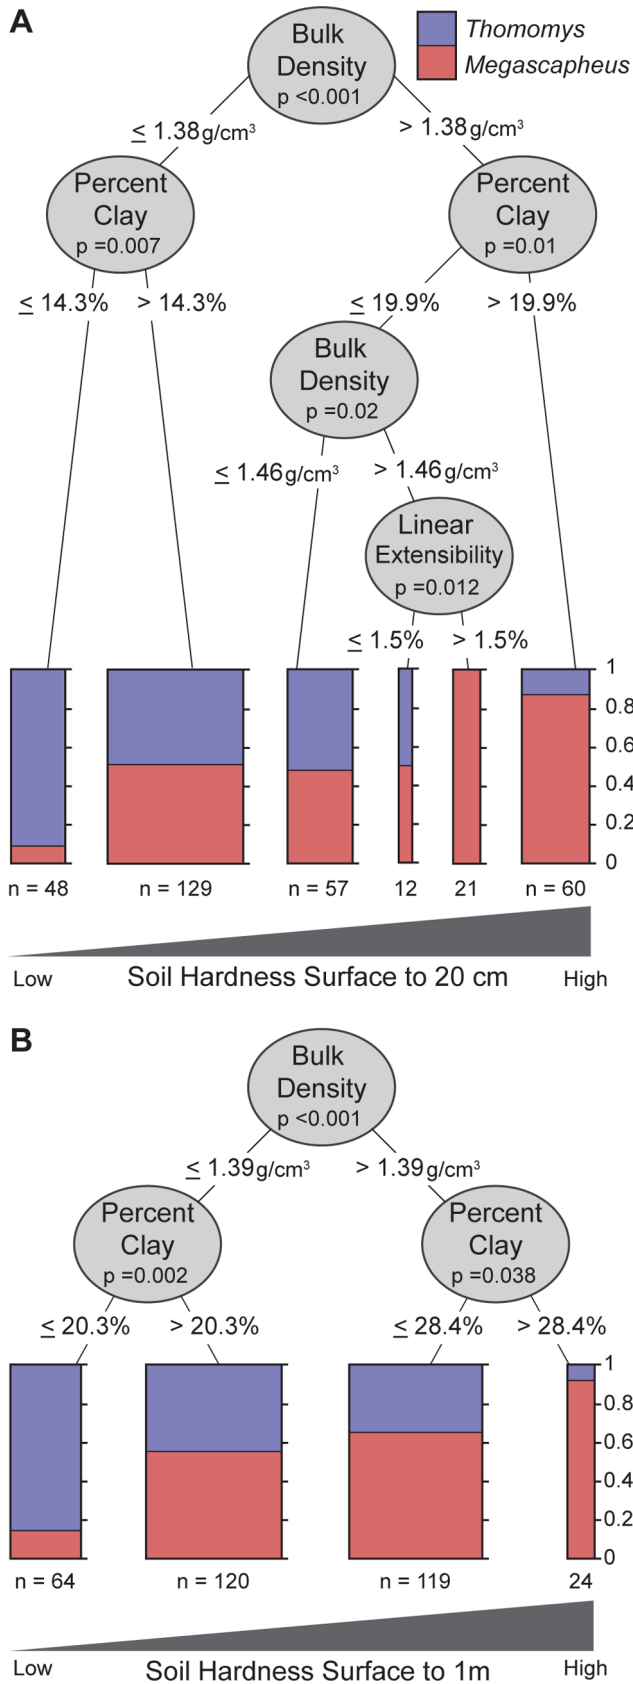 A
Thomomys
Megascapheus
Bulk
Density
p <0.001
≤ 1.38 g/cm³
> 1.38 g/cm³
Percent
Clay
p =0.007
Percent
Clay
p =0.01
≤ 14.3%
> 14.3%
≤ 19.9%
> 19.9%
Bulk
Density
p =0.02
≤ 1.46 g/cm³
> 1.46 g/cm³
Linear
Extensibility
p =0.012
≤ 1.5%
> 1.5%
1
0.8
0.6
0.4
0.2
0
n = 48
n = 129
n = 57
12
21
n = 60
Low
Soil Hardness Surface to 20 cm
High
B
Bulk
Density
p <0.001
≤ 1.39 g/cm³
> 1.39 g/cm³
Percent
Clay
p =0.002
Percent
Clay
p =0.038
≤ 20.3%
> 20.3%
≤ 28.4%
> 28.4%
1
0.8
0.6
0.4
0.2
0
n = 64
n = 120
n = 119
24
Low
Soil Hardness Surface to 1m
High